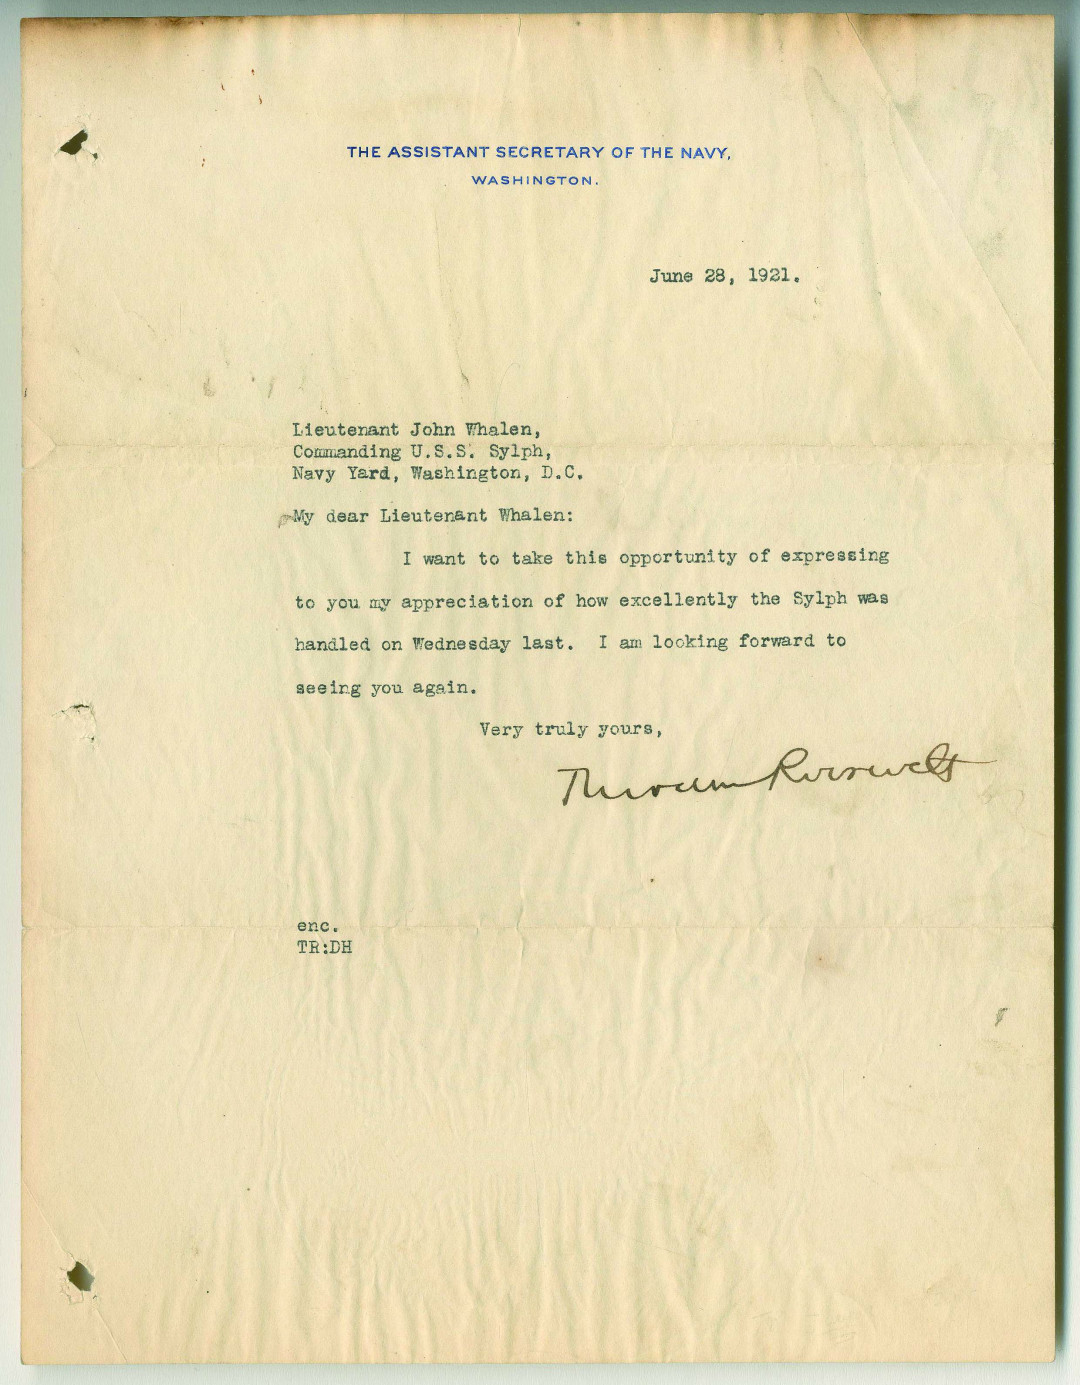 THE ASSISTANT SECRETARY OF THE NAVY,
WASHINGTON.
June 28, 1921.
Lieutenant John Whalen,
Commanding U.S.S. Sylph,
Navy Yard, Washington, D.C.
My dear Lieutenant Whalen:
I want to take this opportunity of expressing
to you my appreciation of how excellently the Sylph was
handled on Wednesday last. I am looking forward to
seeing you again.
Very truly yours,
Theodore Roosevelt
enc.
TR:DH